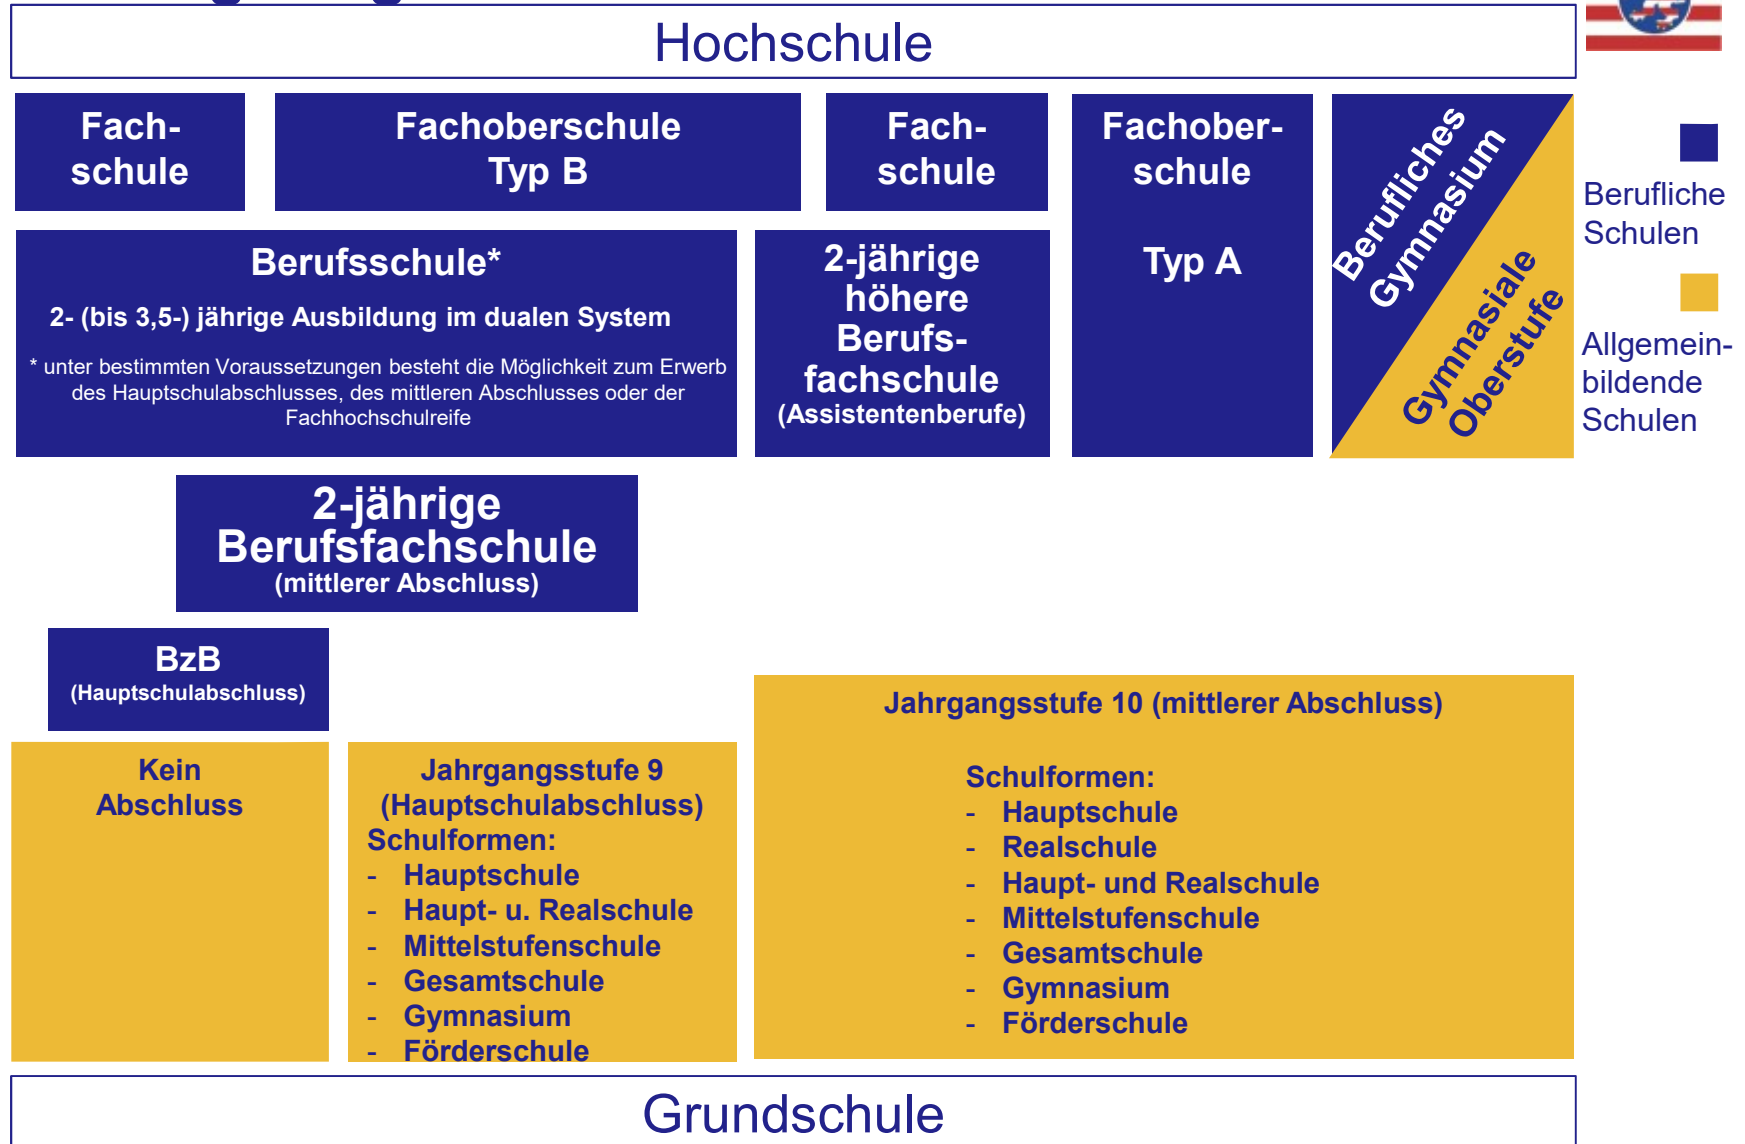 Hochschule
Fach-
schule
Fachoberschule
Typ B
Fach-
schule
Fachober-
schule
Typ A
Berufliches
Gymnasium
Gymnasiale
Oberstufe
Berufliche
Schulen
Allgemein-
bildende
Schulen
Berufsschule*
2- (bis 3,5-) jährige Ausbildung im dualen System
* unter bestimmten Voraussetzungen besteht die Möglichkeit zum Erwerb
des Hauptschulabschlusses, des mittleren Abschlusses oder der
Fachhochschulreife
2-jährige
höhere
Berufs-
fachschule
(Assistentenberufe)
2-jährige
Berufsfachschule
(mittlerer Abschluss)
BzB
(Hauptschulabschluss)
Kein
Abschluss
Jahrgangsstufe 9
(Hauptschulabschluss)
Schulformen:
- Hauptschule
- Haupt- u. Realschule
- Mittelstufenschule
- Gesamtschule
- Gymnasium
- Förderschule
Jahrgangsstufe 10 (mittlerer Abschluss)
Schulformen:
- Hauptschule
- Realschule
- Haupt- und Realschule
- Mittelstufenschule
- Gesamtschule
- Gymnasium
- Förderschule
Grundschule